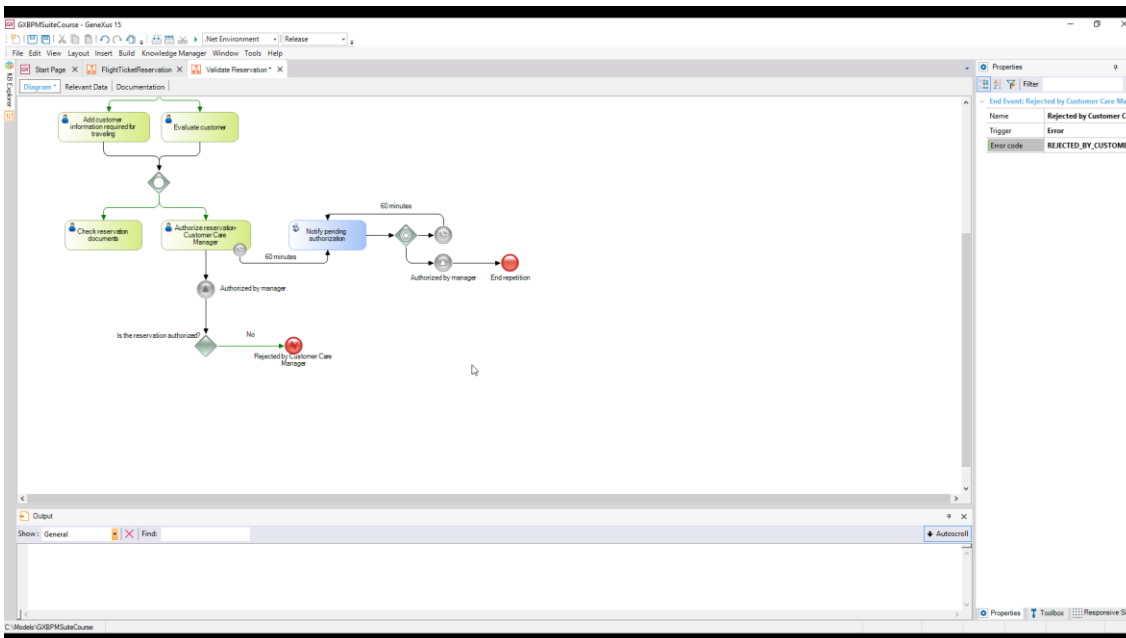 GXBPMSuiteCourse - GeneXus 15
.Net Environment
Release
File Edit View Layout Insert Build Knowledge Manager Window Tools Help
KB Explorer
Start Page
FlightTicketReservation
Validate Reservation *
Diagram *
Relevant Data
Documentation
Add customer
information required for
traveling
Evaluate customer
Check reservation
documents
Authorize reservation-
Customer Care
Manager
60 minutes
Notify pending
authorization
60 minutes
Authorized by manager
End repetition
Authorized by manager
Is the reservation authorized?
No
Rejected by Customer Care
Manager
Properties
Filter
End Event: Rejected by Customer Care Ma
Name Rejected by Customer C
Trigger Error
Error code REJECTED_BY_CUSTOME
Output
Show: General
Find:
Autoscroll
Properties
Toolbox
Responsive Si
C:\Models\GXBPMSuiteCourse